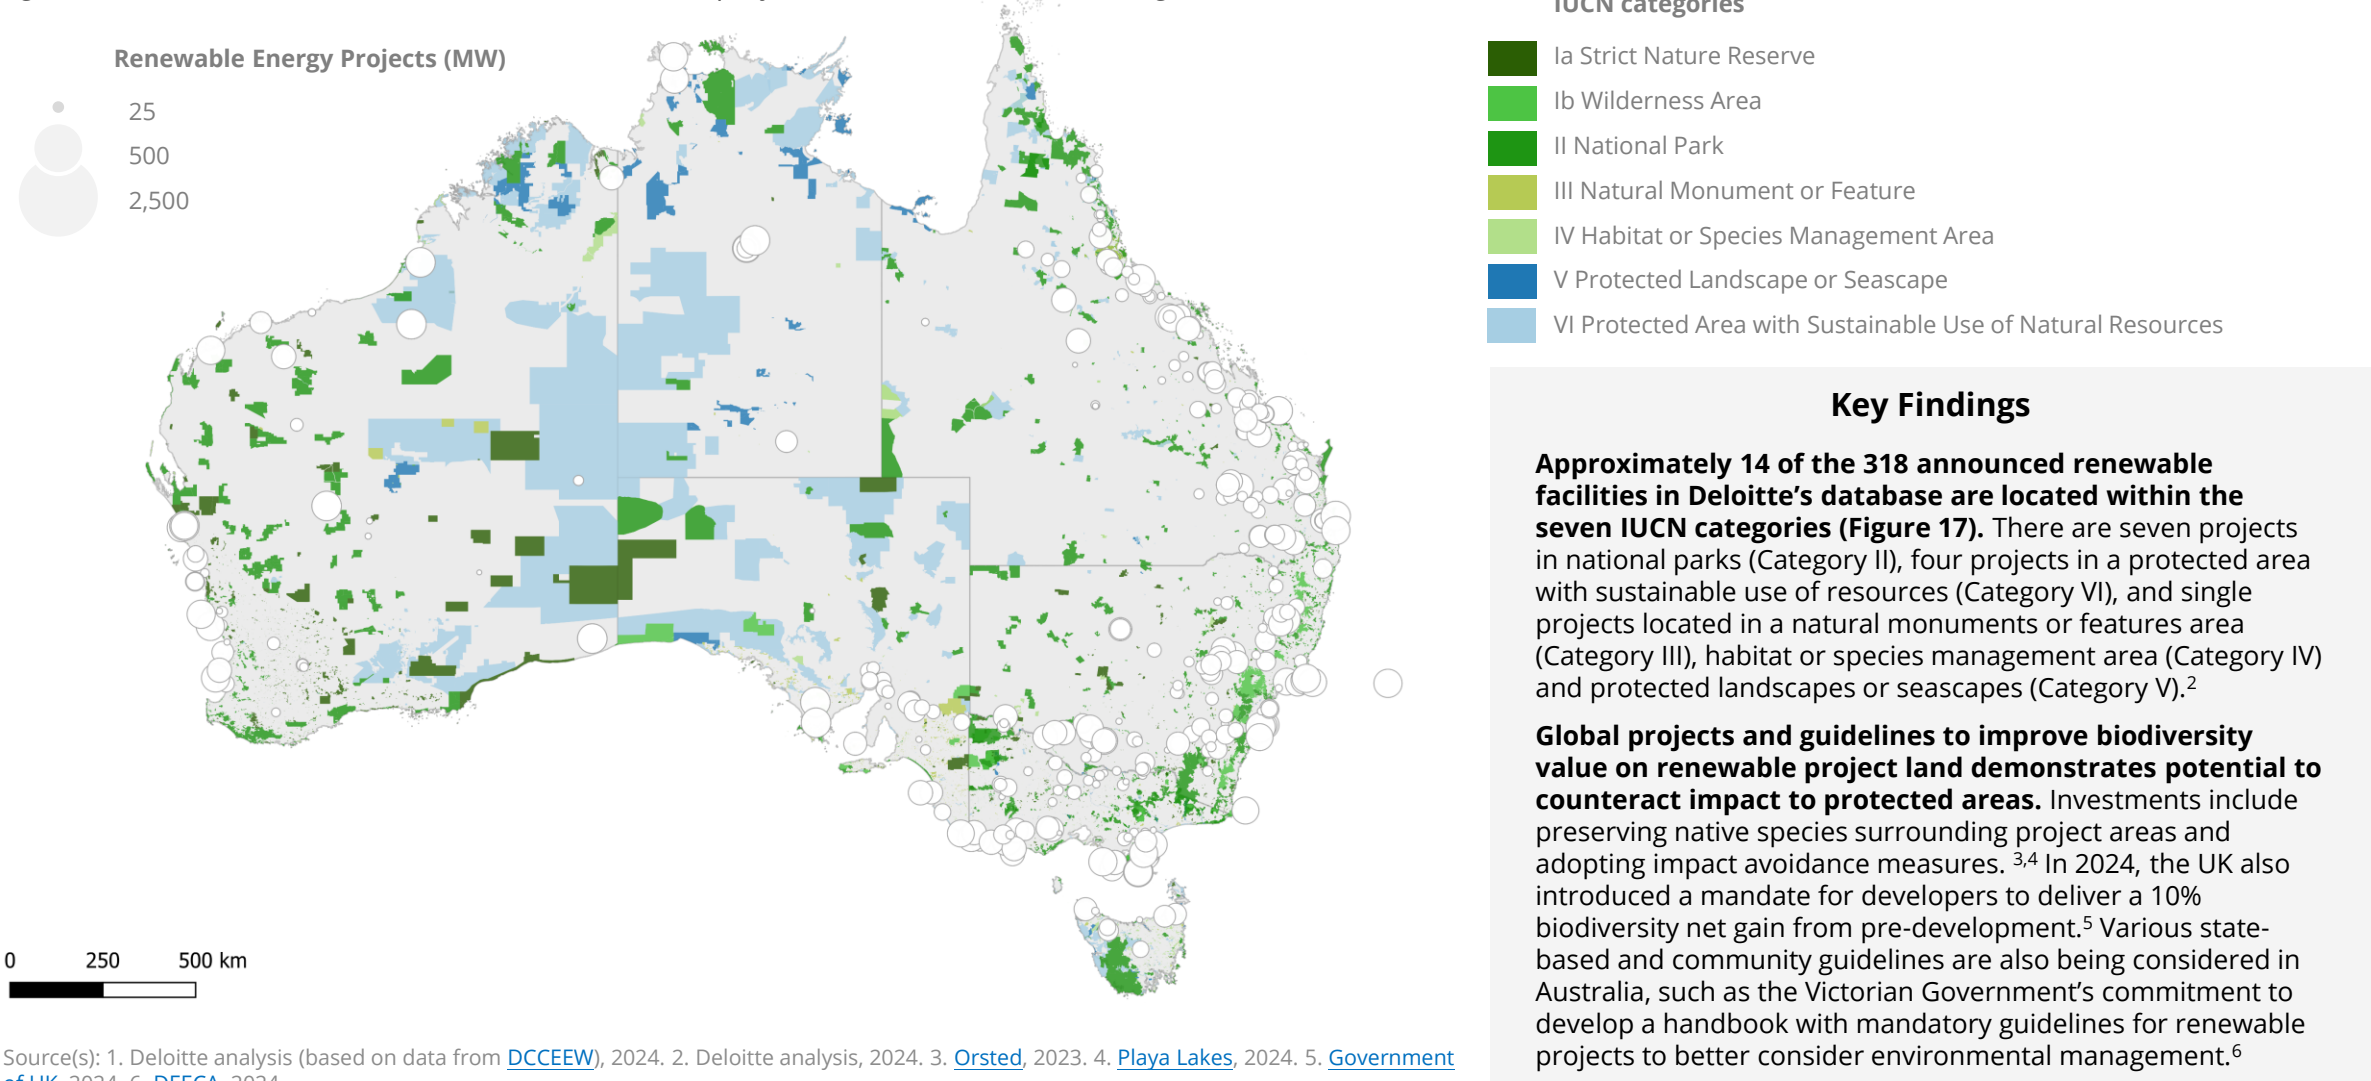 IUCN categories
Renewable Energy Projects (MW)
25
500
2,500
Ia Strict Nature Reserve
Ib Wilderness Area
II National Park
III Natural Monument or Feature
IV Habitat or Species Management Area
V Protected Landscape or Seascape
VI Protected Area with Sustainable Use of Natural Resources
Key Findings
Approximately 14 of the 318 announced renewable
facilities in Deloitte’s database are located within the
seven IUCN categories (Figure 17). There are seven projects
in national parks (Category II), four projects in a protected area
with sustainable use of resources (Category VI), and single
projects located in a natural monuments or features area
(Category III), habitat or species management area (Category IV)
and protected landscapes or seascapes (Category V).2
Global projects and guidelines to improve biodiversity
value on renewable project land demonstrates potential to
counteract impact to protected areas. Investments include
preserving native species surrounding project areas and
adopting impact avoidance measures. 3,4 In 2024, the UK also
introduced a mandate for developers to deliver a 10%
biodiversity net gain from pre-development.5 Various state-
based and community guidelines are also being considered in
Australia, such as the Victorian Government’s commitment to
develop a handbook with mandatory guidelines for renewable
projects to better consider environmental management.6
0 250 500 km
Source(s): 1. Deloitte analysis (based on data from DCCEEW), 2024. 2. Deloitte analysis, 2024. 3. Orsted, 2023. 4. Playa Lakes, 2024. 5. Government
of UK, 2024. 6. DEECA, 2024.